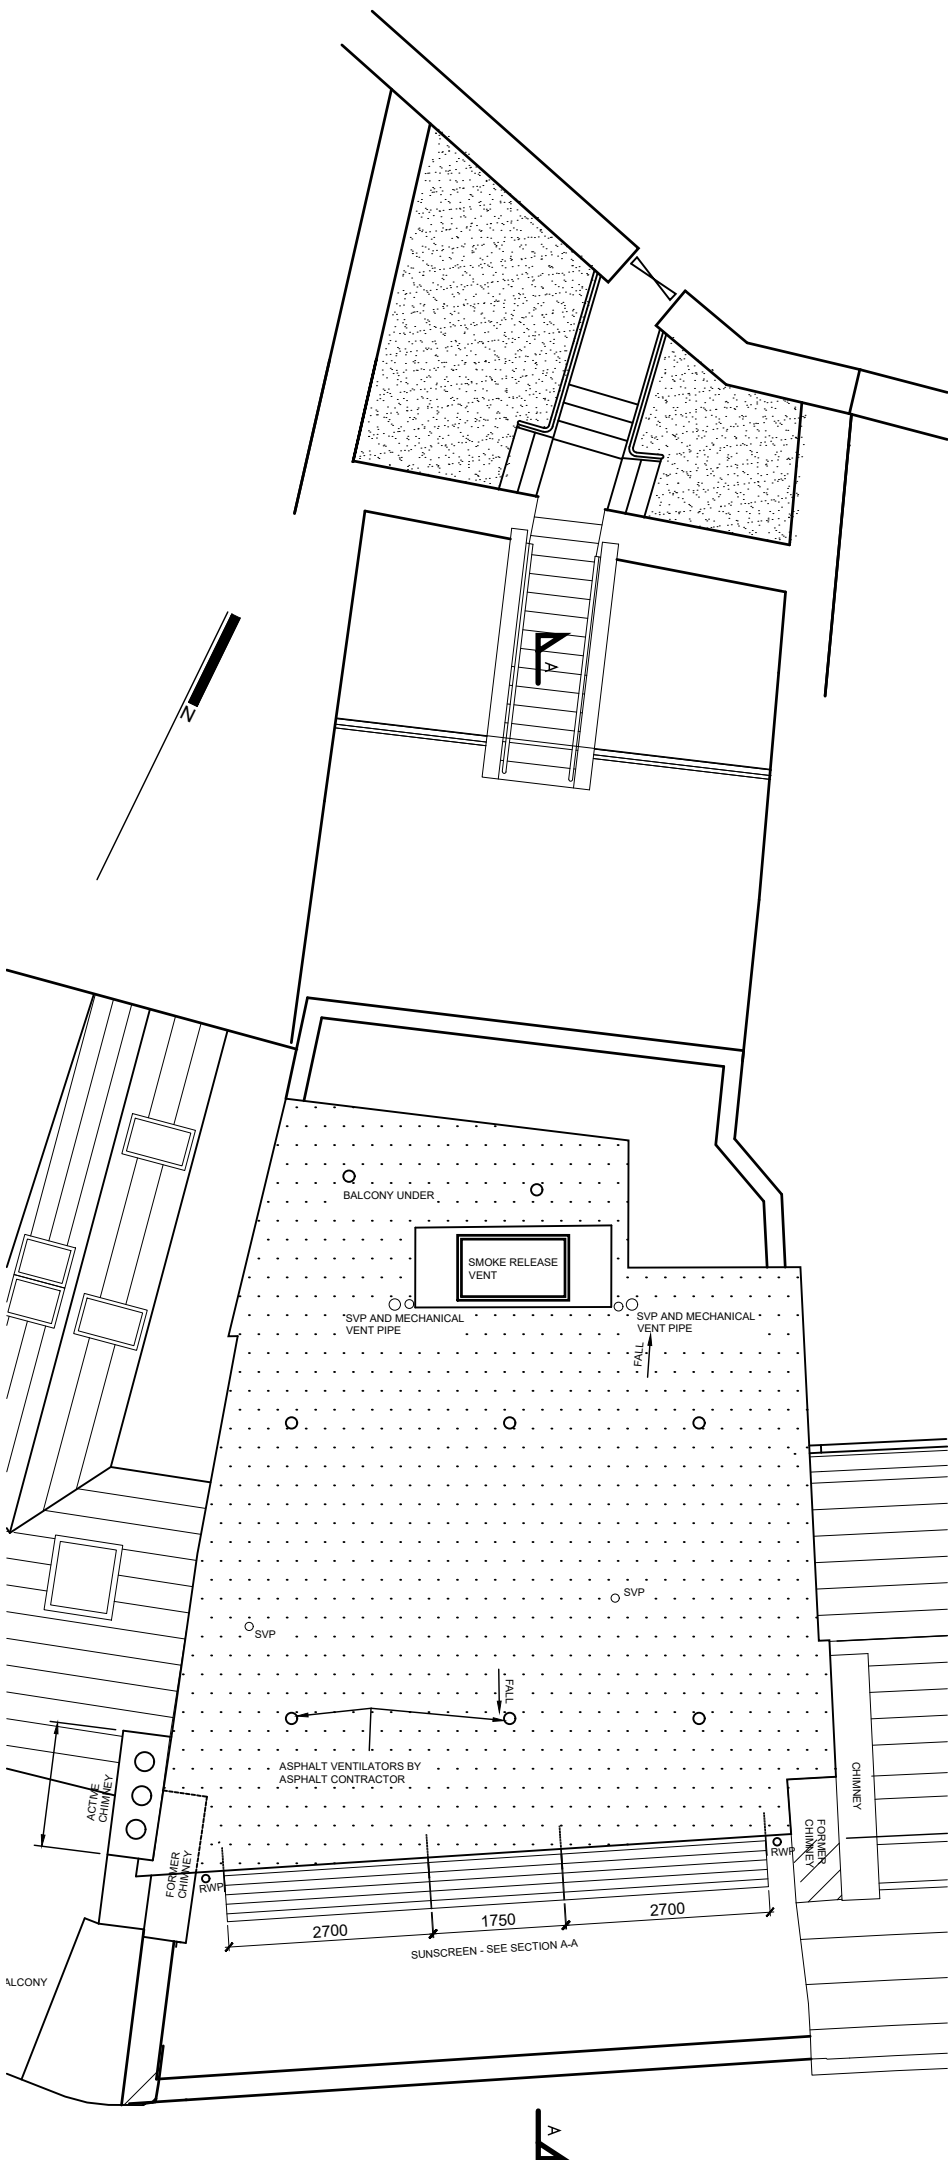 A
N
BALCONY UNDER
SMOKE RELEASE
VENT
SVP AND MECHANICAL
VENT PIPE
SVP AND MECHANICAL
VENT PIPE
FALL
SVP
SVP
FALL
ASPHALT VENTILATORS BY
ASPHALT CONTRACTOR
ACTIVE
CHIMNEY
CHIMNEY
FORMER
CHIMNEY
FORMER
CHIMNEY
RWP
RWP
2700
1750
2700
SUNSCREEN - SEE SECTION A-A
ALCONY
A